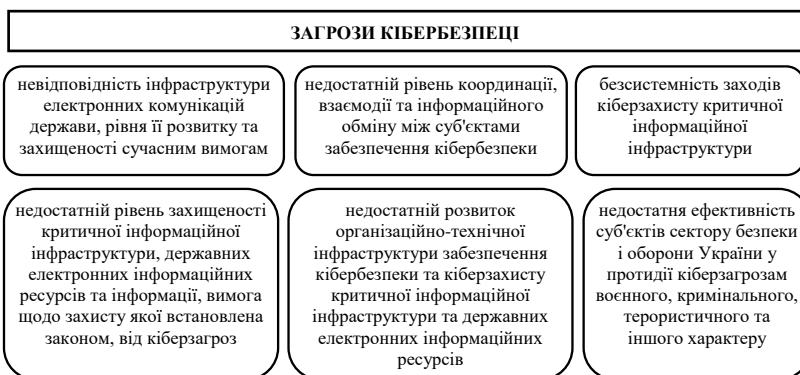 ЗАГРОЗИ КІБЕРБЕЗПЕЦІ
невідповідність інфраструктури
електронних комунікацій
держави, рівня її розвитку та
захищеності сучасним вимогам
недостатній рівень координації,
взаємодії та інформаційного
обміну між суб'єктами
забезпечення кібербезпеки
безсистемність заходів
кіберзахисту критичної
інформаційної
інфраструктури
недостатній рівень захищеності
критичної інформаційної
інфраструктури, державних
електронних інформаційних
ресурсів та інформації, вимога
щодо захисту якої встановлена
законом, від кіберзагроз
недостатній розвиток
організаційно-технічної
інфраструктури забезпечення
кібербезпеки та кіберзахисту
критичної інформаційної
інфраструктури та державних
електронних інформаційних
ресурсів
недостатня ефективність
суб'єктів сектору безпеки
і оборони України у
протидії кіберзагрозам
воєнного, кримінального,
терористичного та
іншого характеру